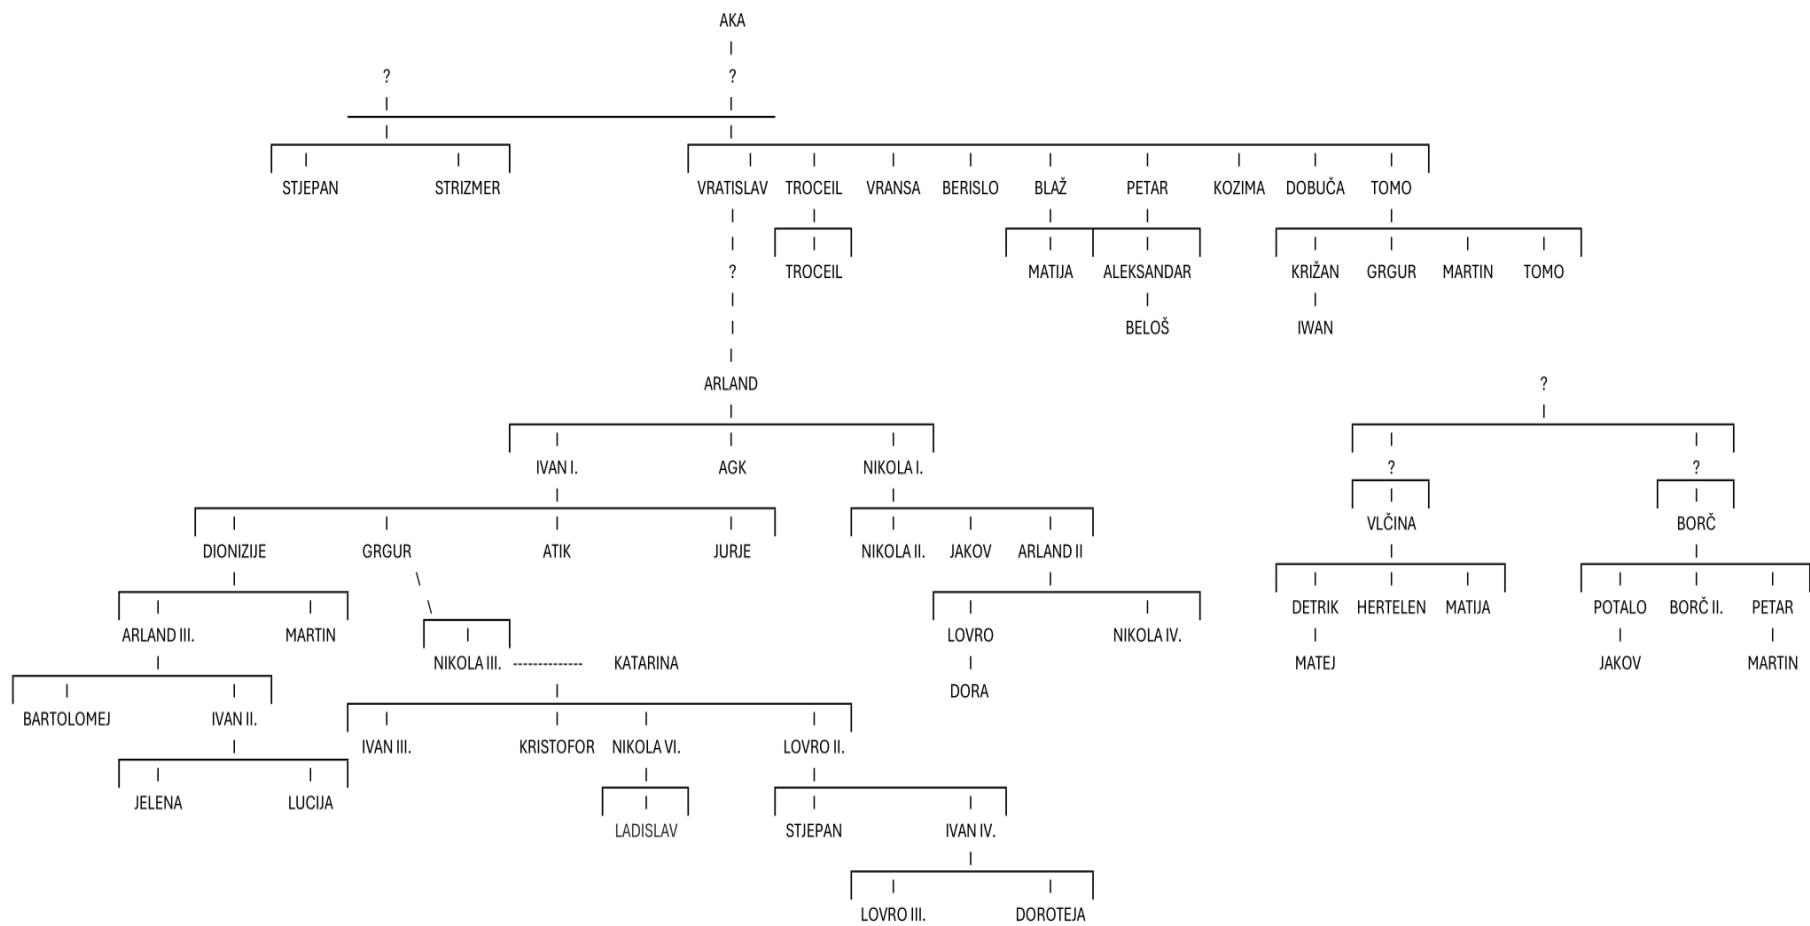 AKA
? ?
STJEPAN STRIZMER VRATISLAV TROCEIL VRANSA BERISLO BLAŽ PETAR KOZIMA DOBUČA TOMO
? TROCEIL MATIJA ALEKSANDAR KRIŽAN GRGUR MARTIN TOMO
BELOŠ IWAN
ARLAND ?
IVAN I. AGK NIKOLA I. ? ?
VLČINA BORČ
DIONIZIJE GRGUR ATIK JURJE NIKOLA II. JAKOV ARLAND II
DETRIK HERTELEN MATIJA POTALO BORČ II. PETAR
ARLAND III. MARTIN LOVRO NIKOLA IV.
NIKOLA III. -------------- KATARINA MATEJ JAKOV MARTIN
DORA
BARTOLOMEJ IVAN II.
IVAN III. KRISTOFOR NIKOLA VI. LOVRO II.
JELENA LUCIJA
LADISLAV STJEPAN IVAN IV.
LOVRO III. DOROTEJA